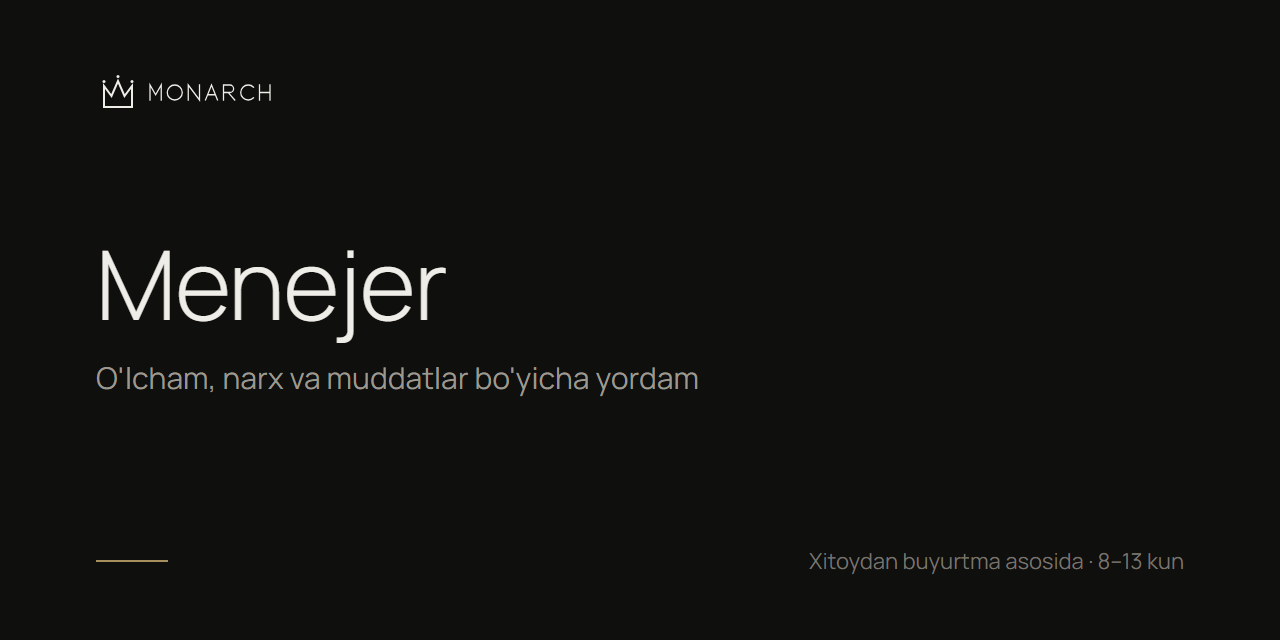 MONARCH
Menejer
O'lcham, narx va muddatlar bo'yicha yordam
Xitoydan buyurtma asosida · 8–13 kun